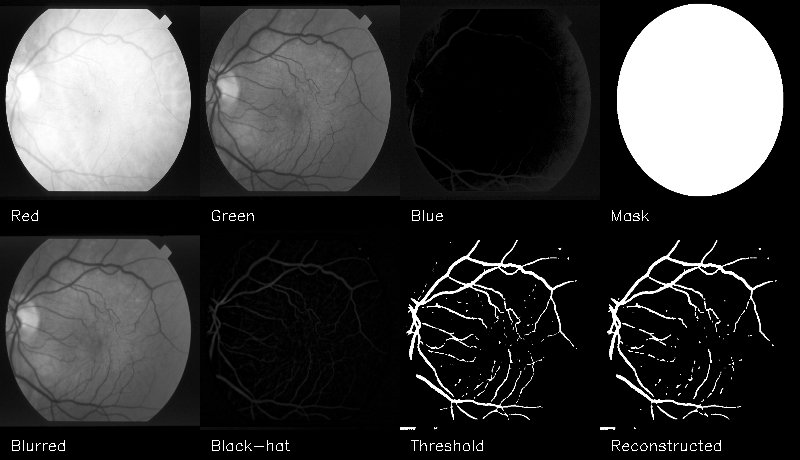 Red
Green
Blue
Mask
Blurred
Black-hat
Threshold
Reconstructed